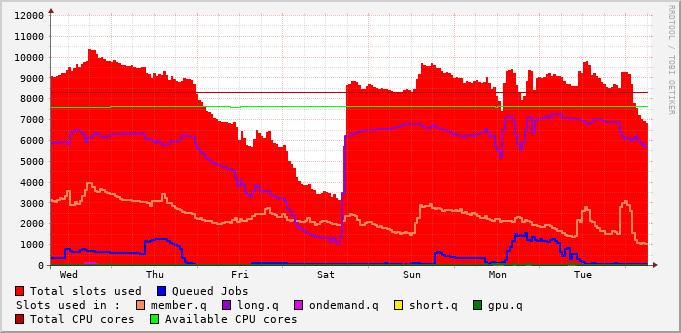 RRDTOOL / TOBI OETIKER
12000
11000
10000
9000
8000
7000
6000
5000
4000
3000
2000
1000
0
Wed Thu Fri Sat Sun Mon Tue
Total slots used Queued Jobs
Slots used in : member.q long.q ondemand.q short.q gpu.q
Total CPU cores Available CPU cores